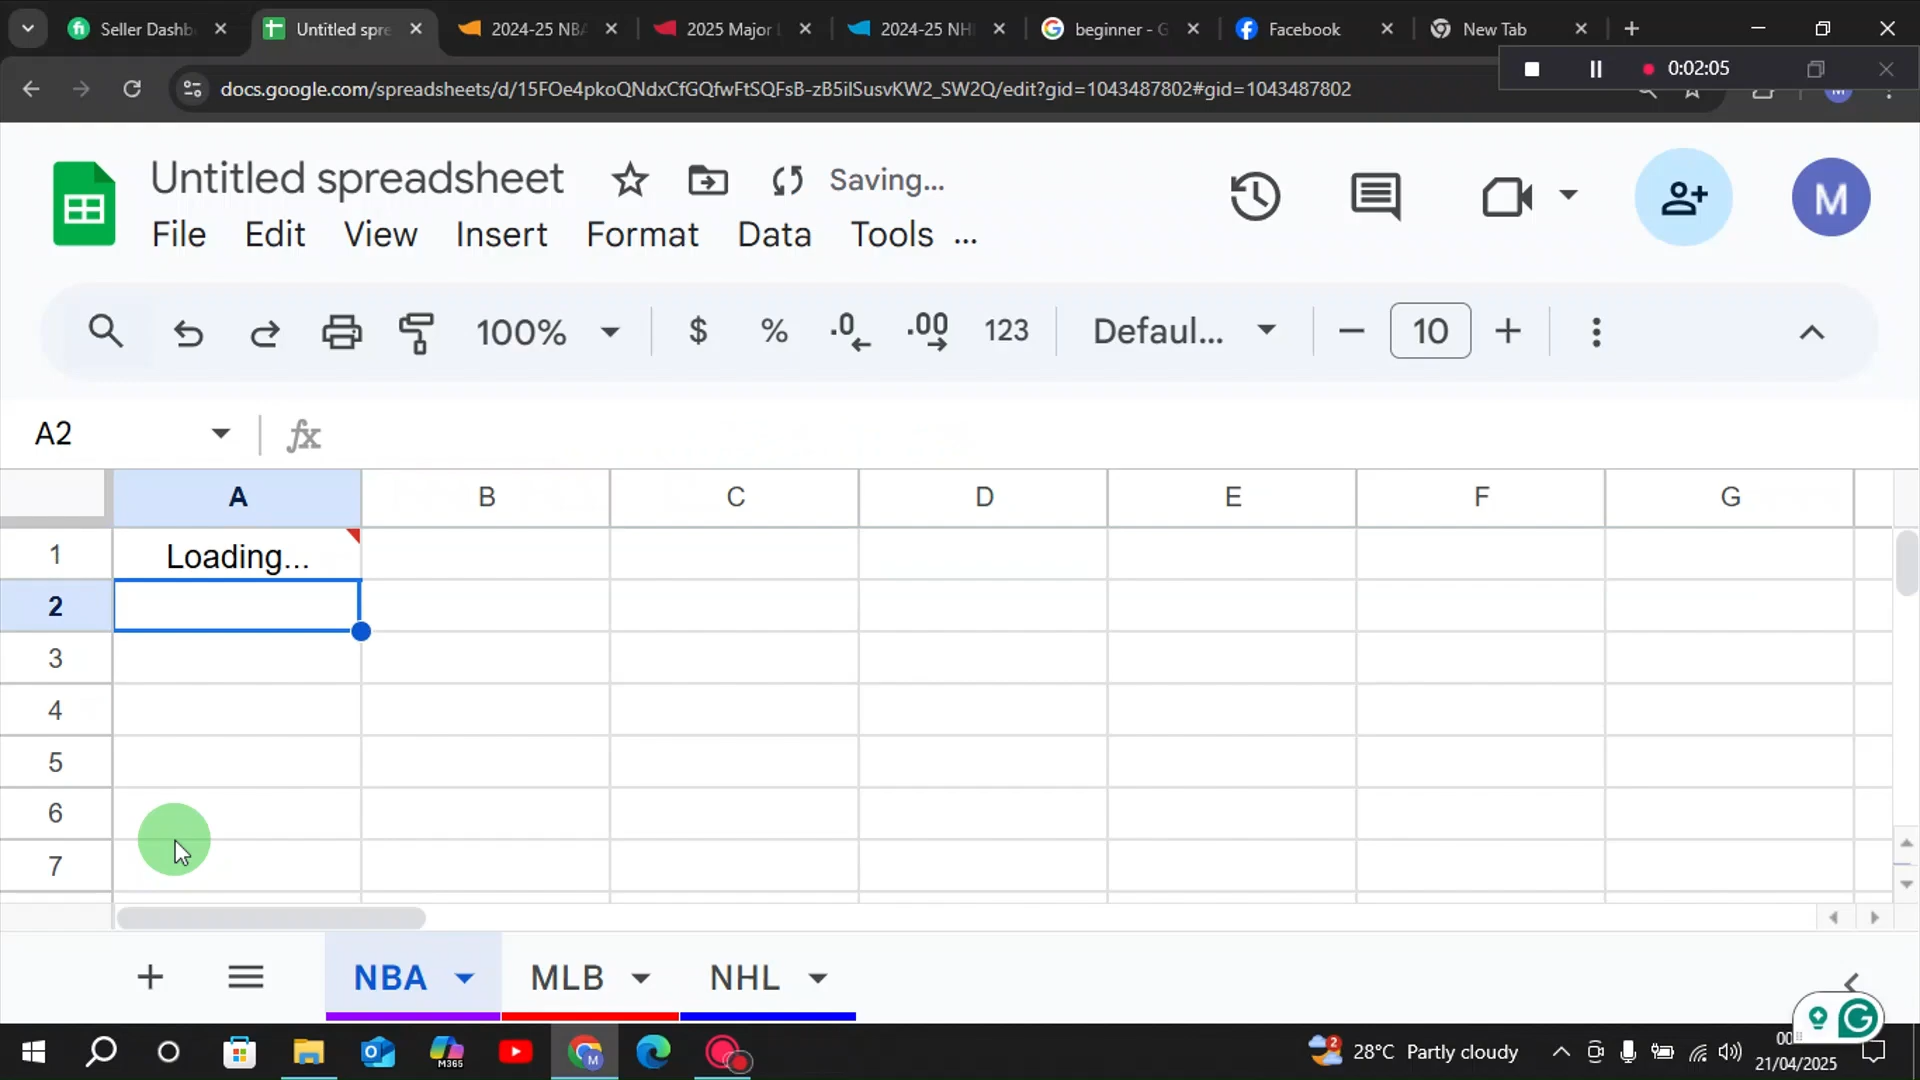 Seller Dashb
Untitled spre
2024-25 NBA
2025 Major L
2024-25 NH
beginner - G
Facebook
New Tab
docs.google.com/spreadsheets/d/15FOe4pkoQNdxCfGQfwFtSQFsB-zB5ilSusvKW2_SW2Q/edit?gid=1043487802#gid=1043487802
0:02:05
Untitled spreadsheet
Saving...
File Edit View Insert Format Data Tools ...
M
100% $ % .0 .00 123 Defaul... 10
A2 fx
A B C D E F G
1 Loading...
2
3
4
5
6
7
NBA MLB NHL
M365
2
28°C Partly cloudy
21/04/2025